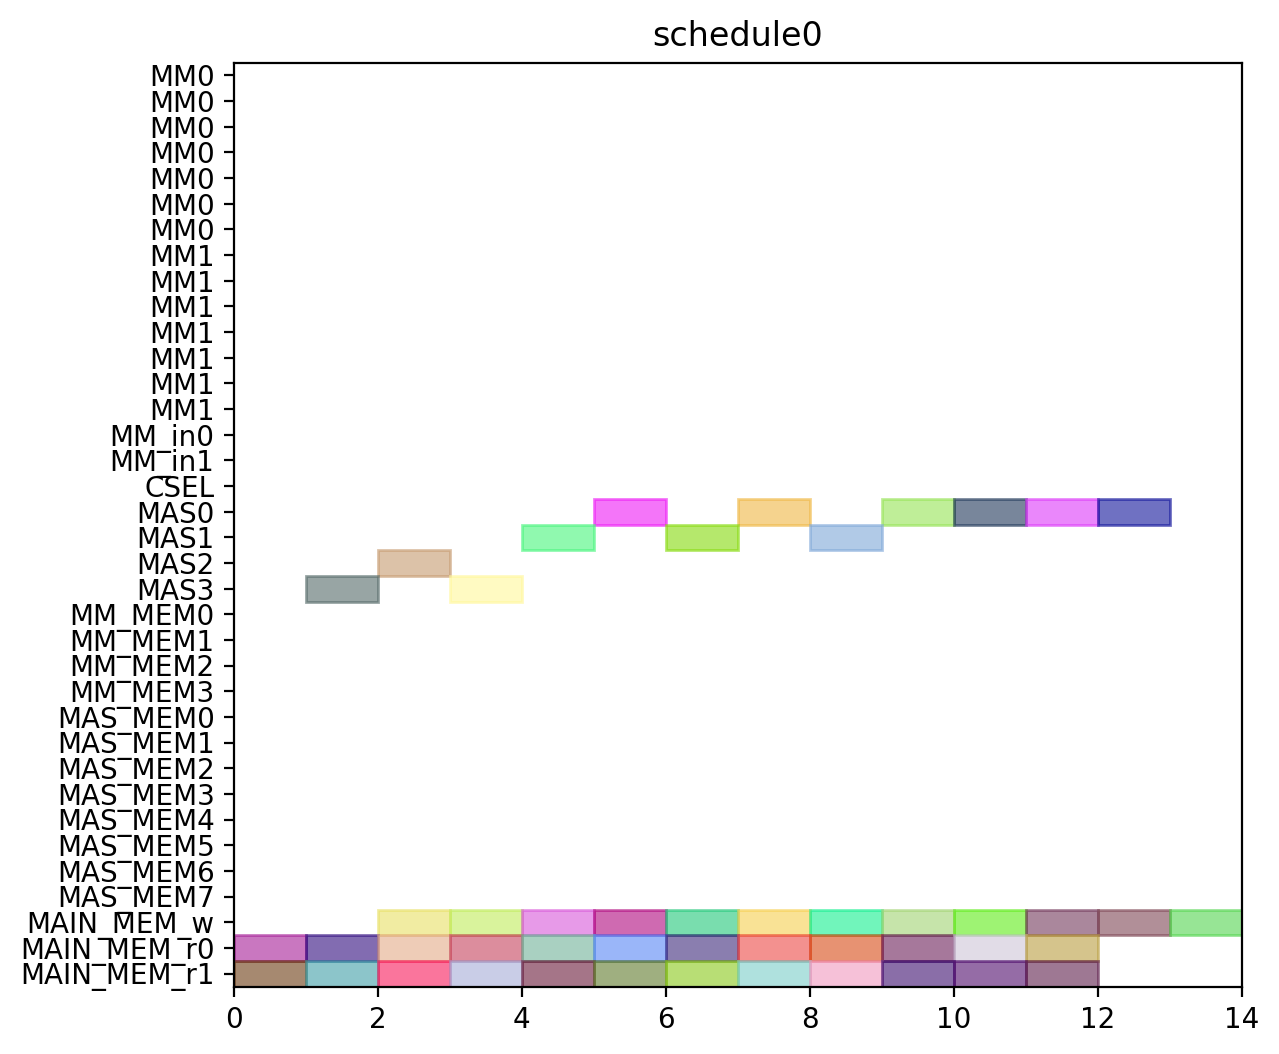 schedule0
MM0
MM0
MM0
MM0
MM0
MM0
MM0
MM1
MM1
MM1
MM1
MM1
MM1
MM1
MM_in0
MM_in1
CSEL
MAS0
MAS1
MAS2
MAS3
MM_MEM0
MM_MEM1
MM_MEM2
MM_MEM3
MAS_MEM0
MAS_MEM1
MAS_MEM2
MAS_MEM3
MAS_MEM4
MAS_MEM5
MAS_MEM6
MAS_MEM7
MAIN_MEM_w
MAIN_MEM_r0
MAIN_MEM_r1
0 2 4 6 8 10 12 14